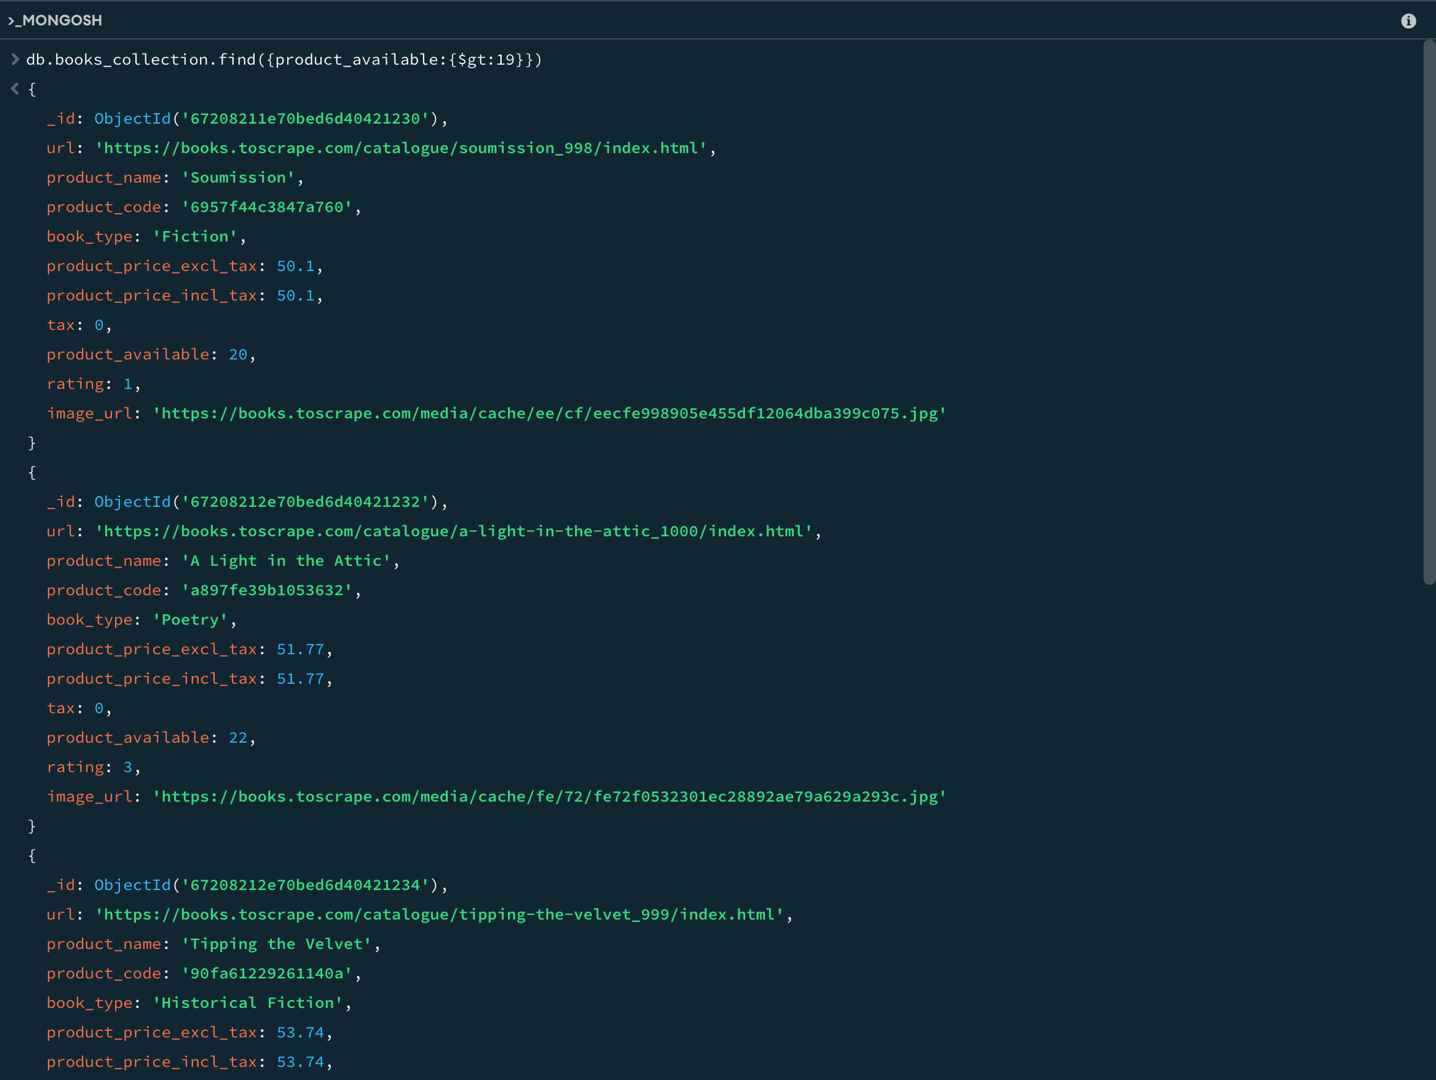 >_MONGOSH
db.books_collection.find({product_available:{$gt:19}})
{
_id: ObjectId('67208211e70bed6d40421230'),
url: 'https://books.toscrape.com/catalogue/soumission_998/index.html',
product_name: 'Soumission',
product_code: '6957f44c3847a760',
book_type: 'Fiction',
product_price_excl_tax: 50.1,
product_price_incl_tax: 50.1,
tax: 0,
product_available: 20,
rating: 1,
image_url: 'https://books.toscrape.com/media/cache/ee/cf/eecfe998905e455df12064dba399c075.jpg'
}
{
_id: ObjectId('67208212e70bed6d40421232'),
url: 'https://books.toscrape.com/catalogue/a-light-in-the-attic_1000/index.html',
product_name: 'A Light in the Attic',
product_code: 'a897fe39b1053632',
book_type: 'Poetry',
product_price_excl_tax: 51.77,
product_price_incl_tax: 51.77,
tax: 0,
product_available: 22,
rating: 3,
image_url: 'https://books.toscrape.com/media/cache/fe/72/fe72f0532301ec28892ae79a629a293c.jpg'
}
{
_id: ObjectId('67208212e70bed6d40421234'),
url: 'https://books.toscrape.com/catalogue/tipping-the-velvet_999/index.html',
product_name: 'Tipping the Velvet',
product_code: '90fa61229261140a',
book_type: 'Historical Fiction',
product_price_excl_tax: 53.74,
product_price_incl_tax: 53.74,